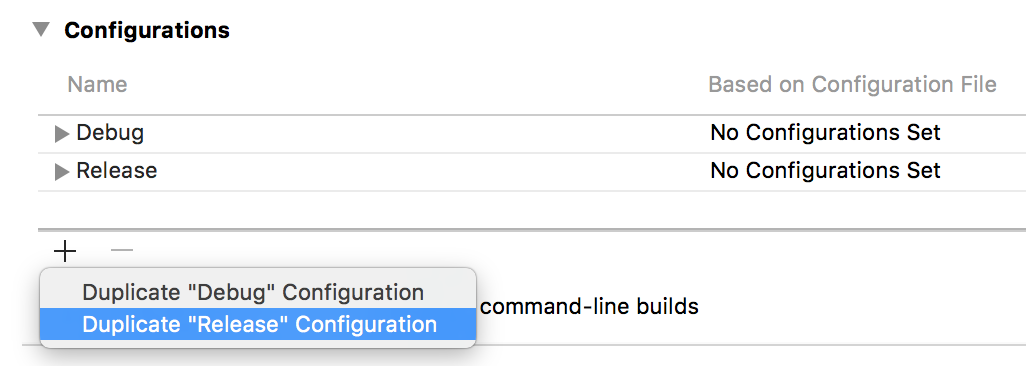 Configurations
Name Based on Configuration File
Debug No Configurations Set
Release No Configurations Set
Duplicate "Debug" Configuration
command-line builds
Duplicate "Release" Configuration